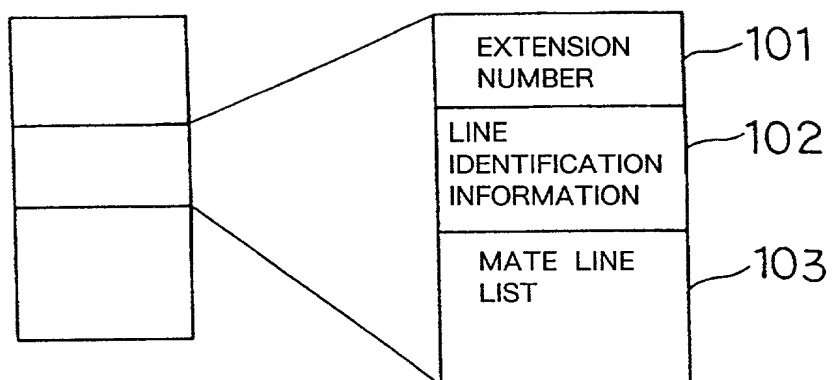 EXTENSION
NUMBER
101
LINE
IDENTIFICATION
INFORMATION
102
MATE LINE
LIST
103